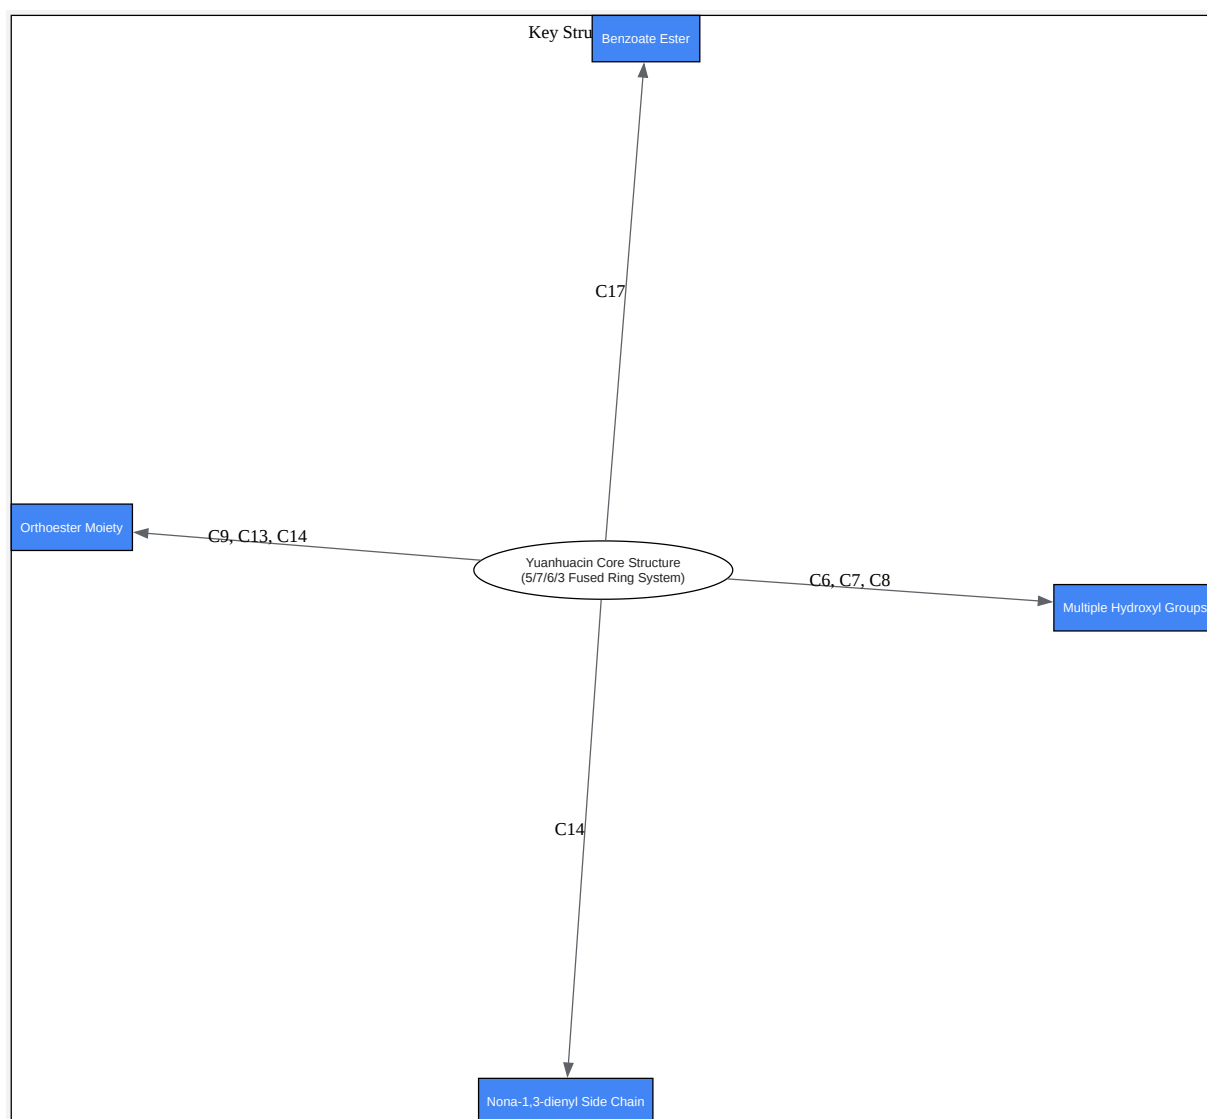 Key Stru
Benzoate Ester
C17
Orthoester Moiety
C9, C13, C14
Yuanhuacin Core Structure
(5/7/6/3 Fused Ring System)
C6, C7, C8
Multiple Hydroxyl Groups
C14
Nona-1,3-dienyl Side Chain